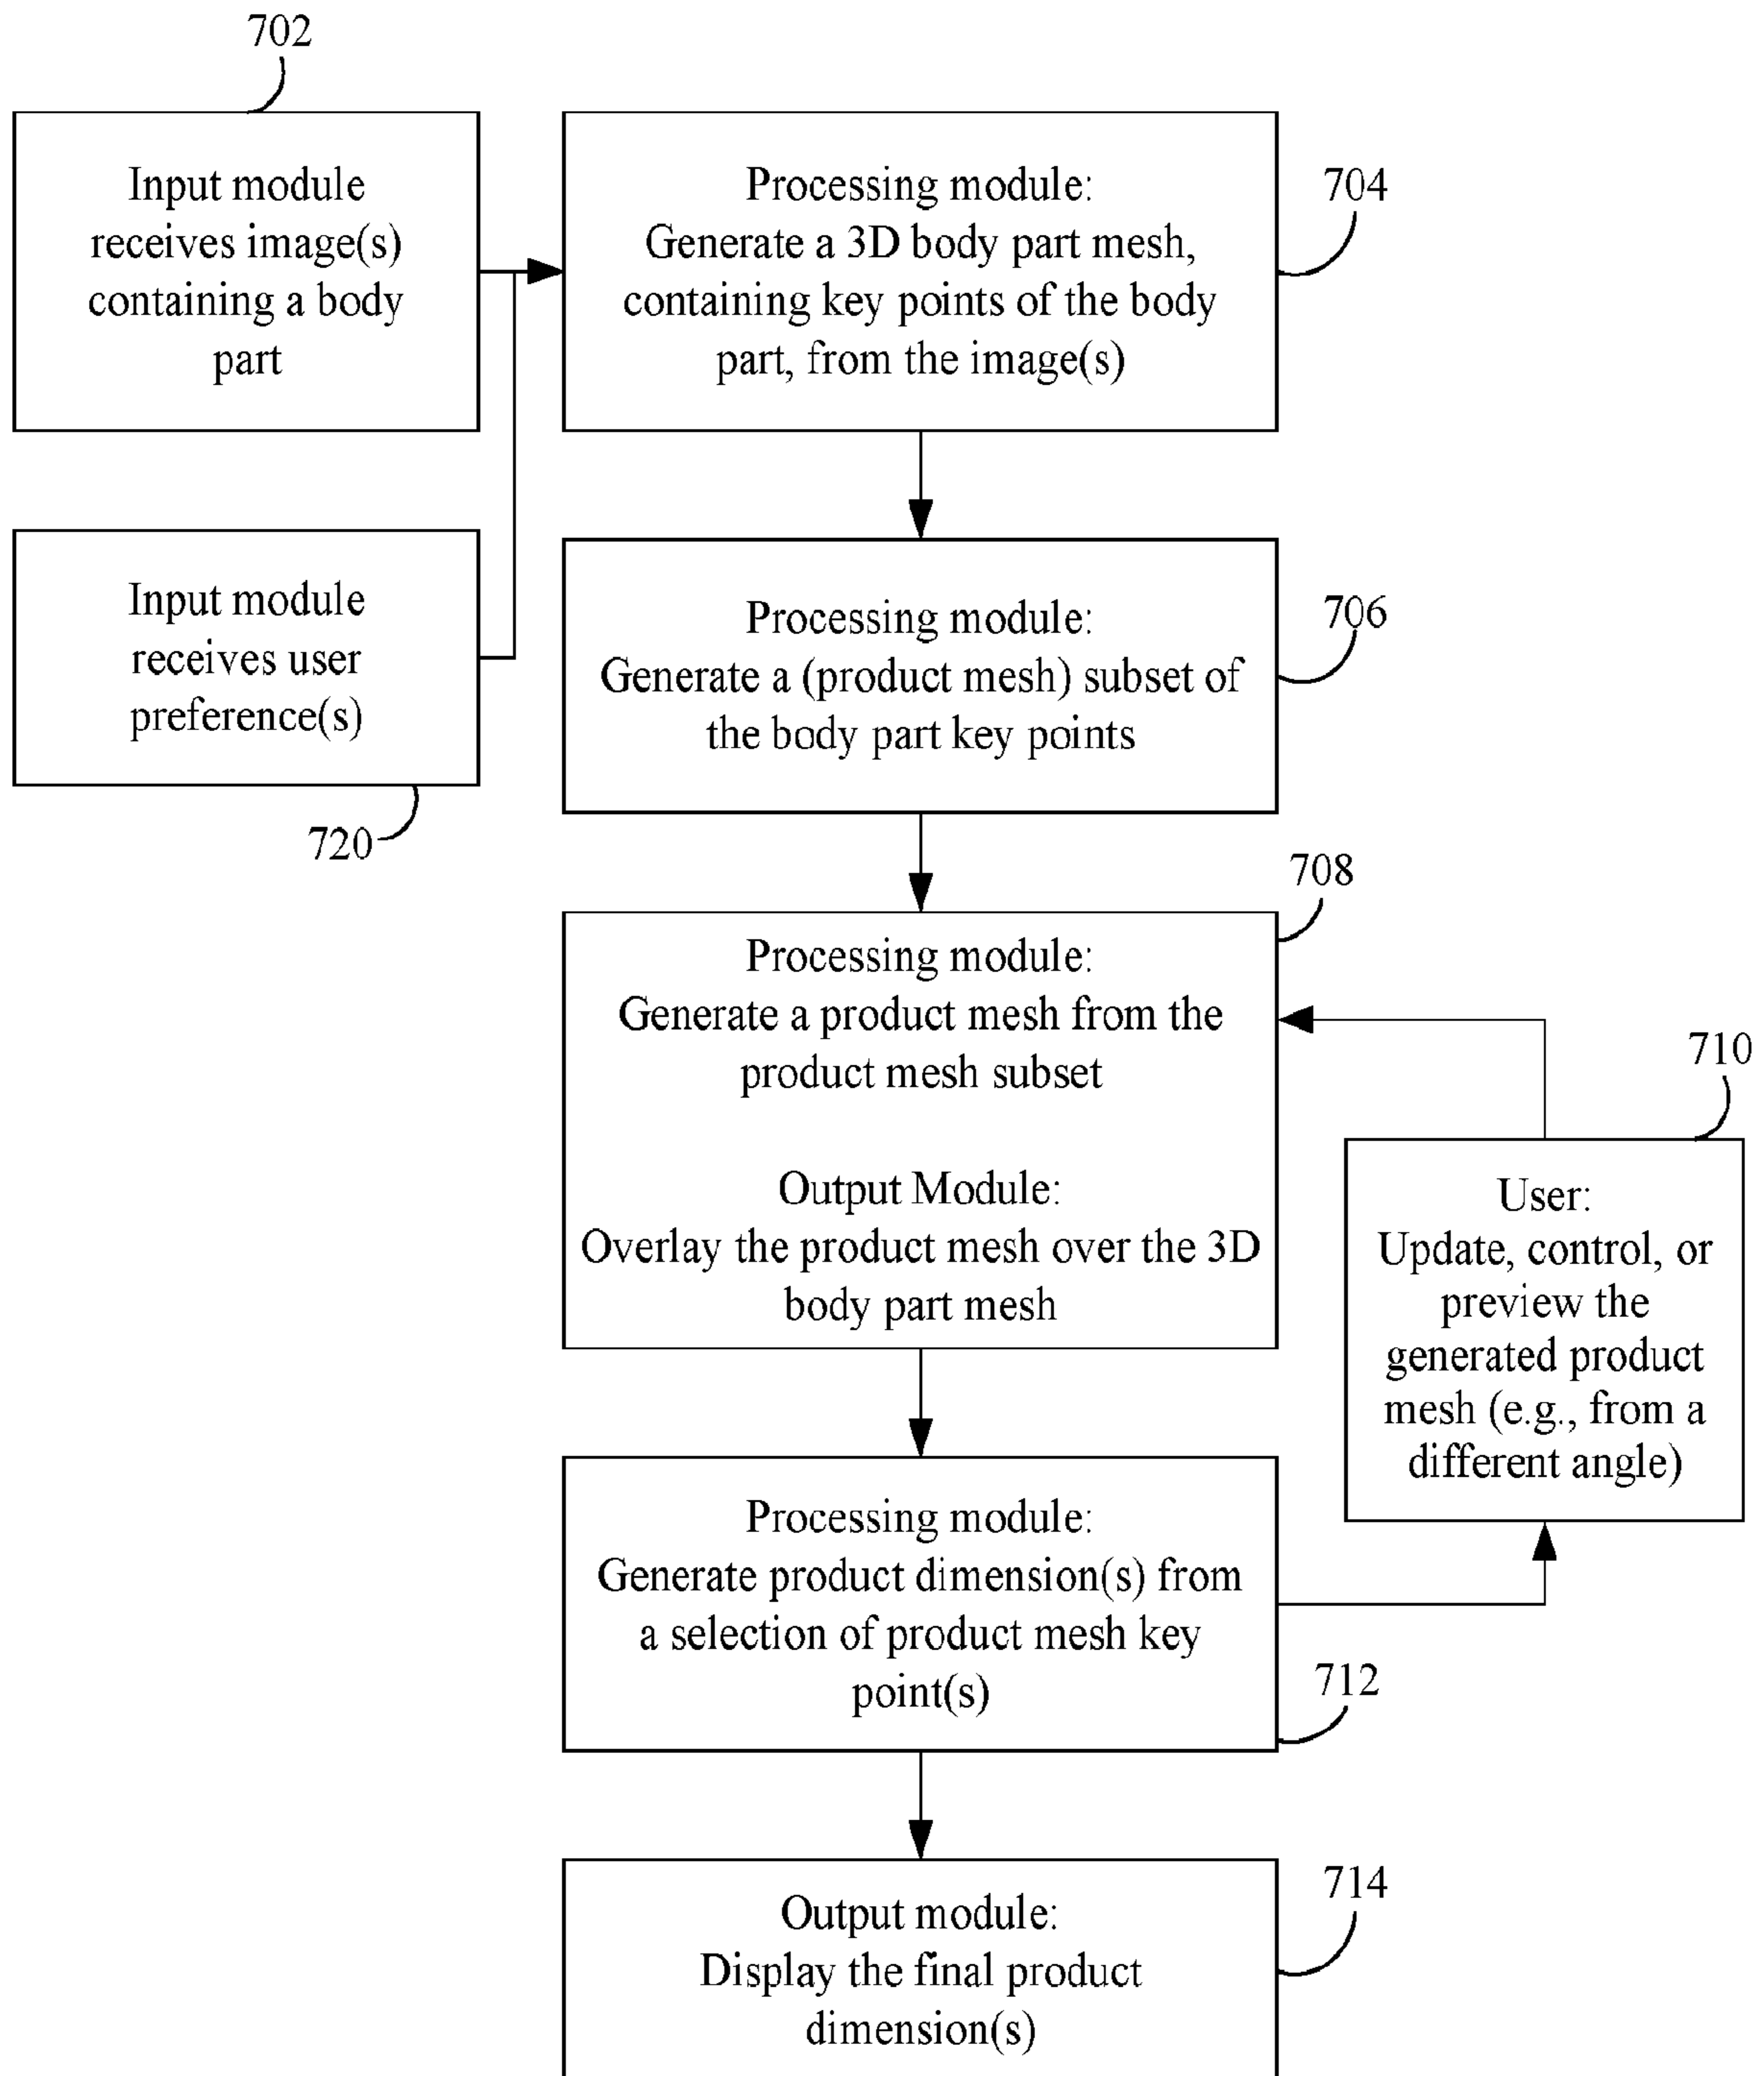 702
Input module
receives image(s)
containing a body
part
Processing module:
Generate a 3D body part mesh,
containing key points of the body
part, from the image(s)
704
Input module
receives user
preference(s)
720
Processing module:
Generate a (product mesh) subset of
the body part key points
706
708
Processing module:
Generate a product mesh from the
product mesh subset
Output Module:
Overlay the product mesh over the 3D
body part mesh
710
User:
Update, control, or
preview the
generated product
mesh (e.g., from a
different angle)
Processing module:
Generate product dimension(s) from
a selection of product mesh key
point(s)
712
Output module:
Display the final product
dimension(s)
714